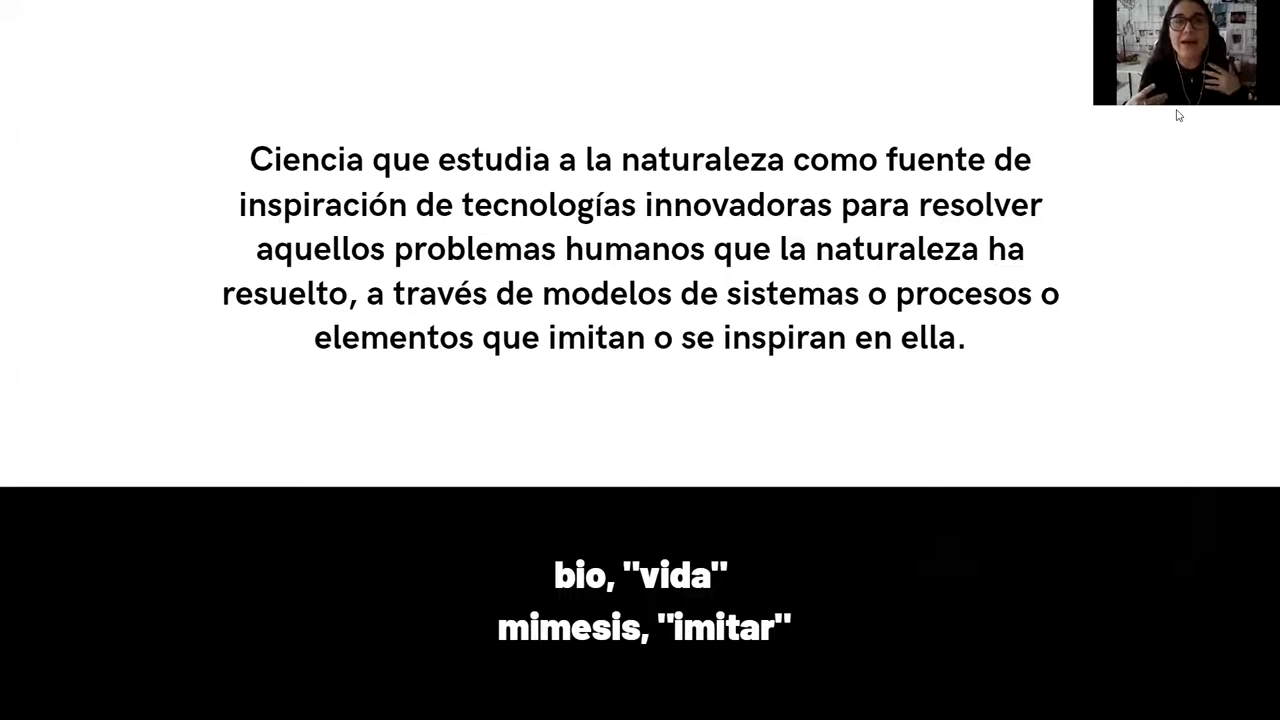 Ciencia que estudia a la naturaleza como fuente de
inspiración de tecnologías innovadoras para resolver
aquellos problemas humanos que la naturaleza ha
resuelto, a través de modelos de sistemas o procesos o
elementos que imitan o se inspiran en ella.
bio, "vida"
mimesis, "imitar"